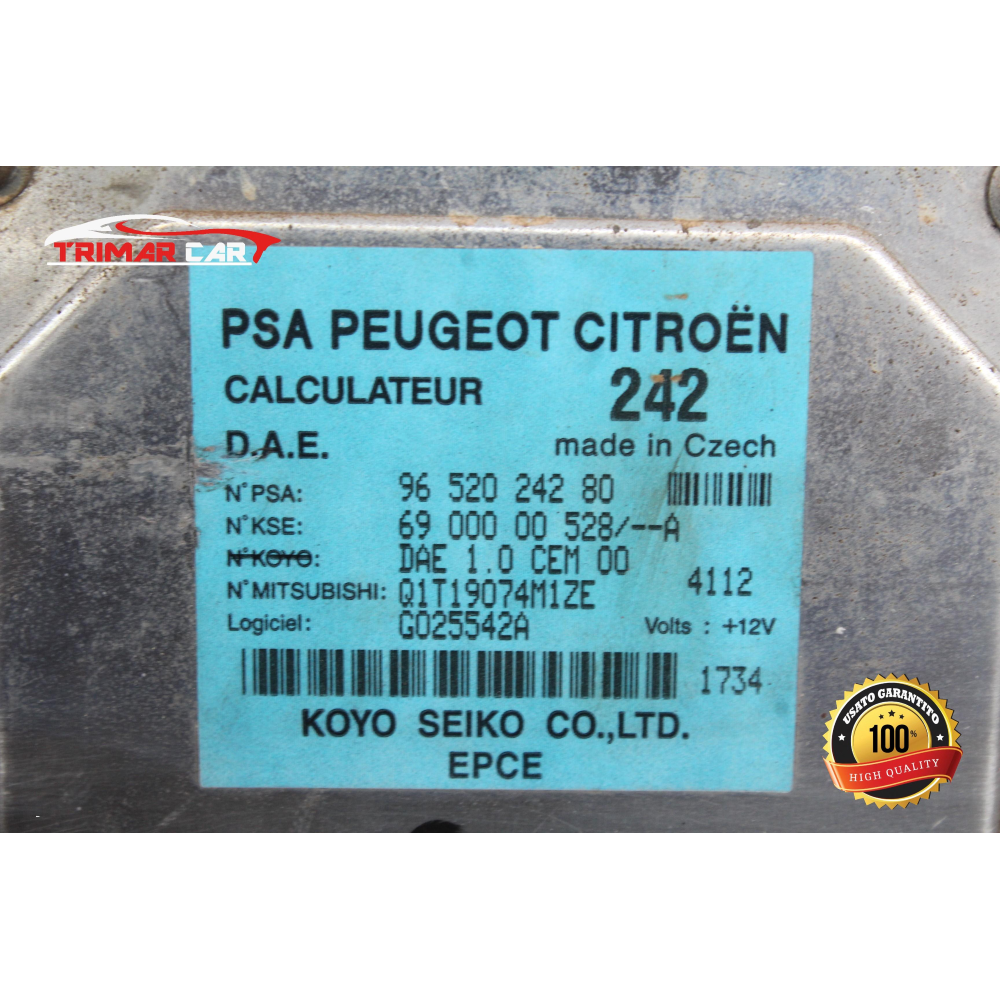 TRIMAR CAR
PSA PEUGEOT CITROËN
CALCULATEUR 242
D.A.E. made in Czech
N°PSA: 96 520 242 80
N°KSE: 69 000 00 528/--A
N°KOYO: DAE 1.0 CEM 00
N°MITSUBISHI: Q1T19074M1ZE 4112
Logiciel: G025542A Volts : +12V
1734
KOYO SEIKO CO.,LTD.
EPCE
USATO GARANTITO
100%
HIGH QUALITY